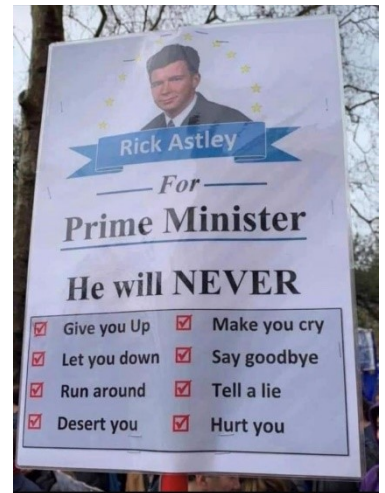 Rick Astley
For
Prime Minister
He will NEVER
Give you Up
Make you cry
Let you down
Say goodbye
Run around
Tell a lie
Desert you
Hurt you